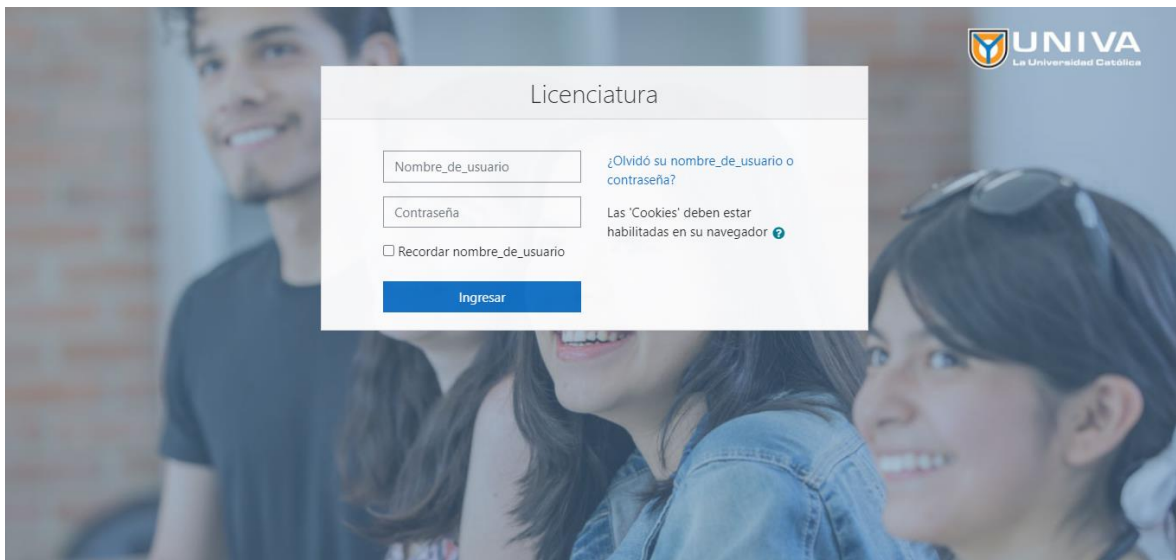 UNIVA
La Universidad Católica
Licenciatura
Nombre_de_usuario
Contraseña
Recordar nombre_de_usuario
Ingresar
¿Olvidó su nombre_de_usuario o
contraseña?
Las 'Cookies' deben estar
habilitadas en su navegador